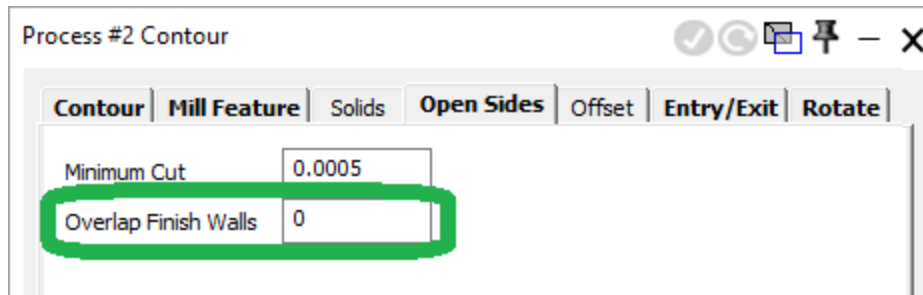 Process #2 Contour
Contour Mill Feature Solids Open Sides Offset Entry/Exit Rotate
Minimum Cut 0.0005
Overlap Finish Walls 0